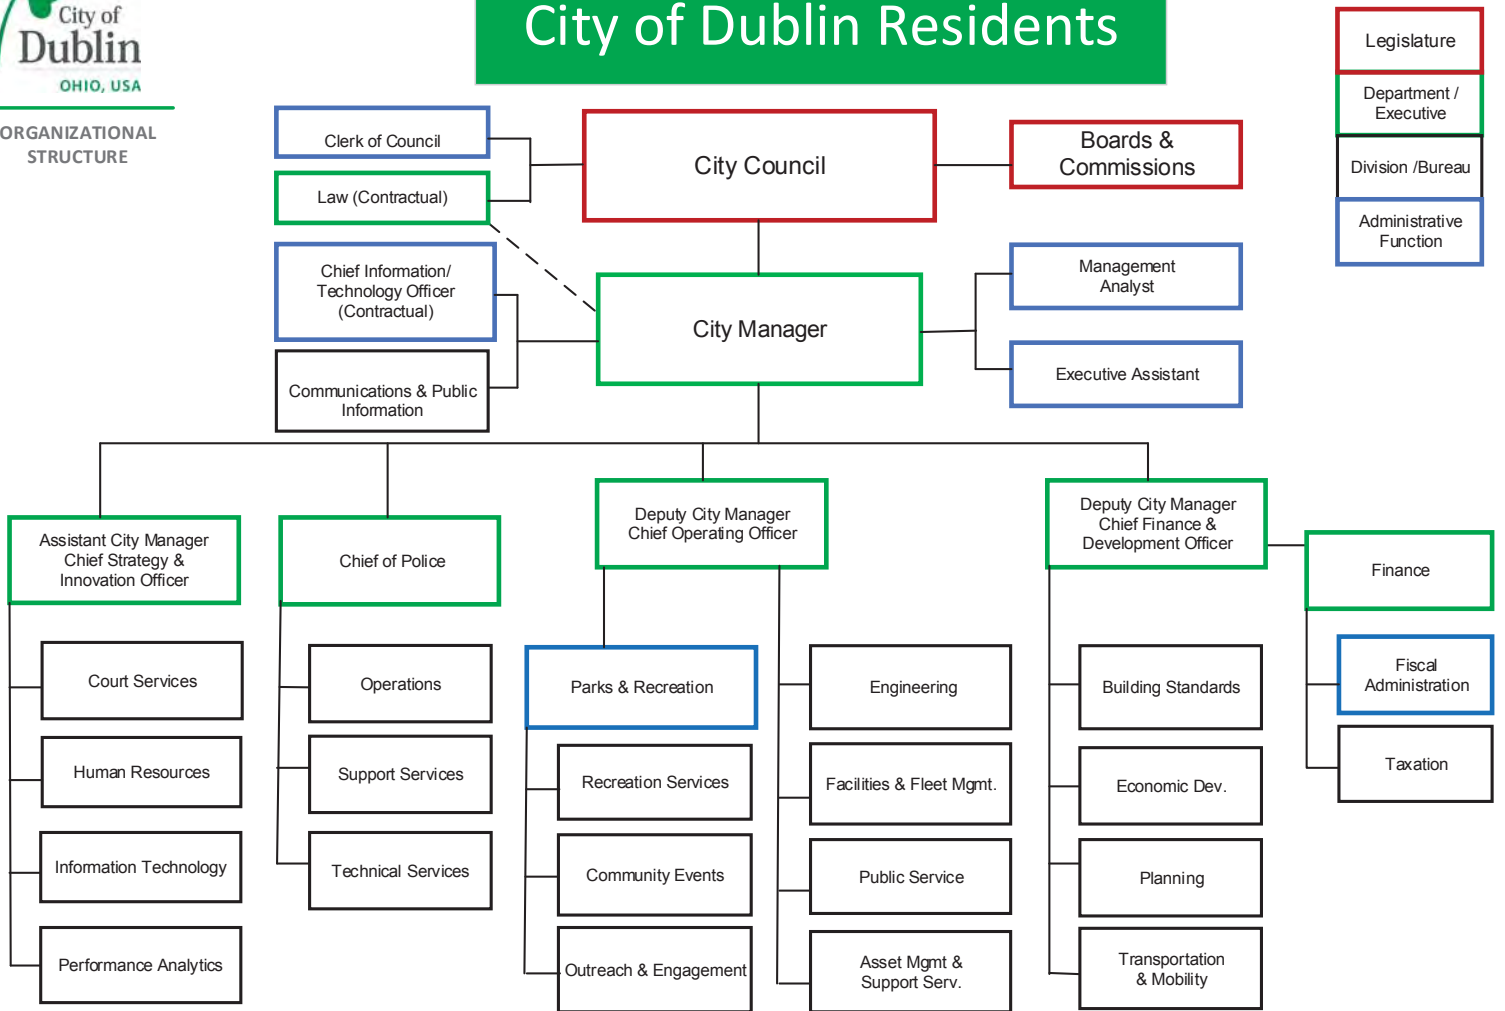 City of
Dublin
OHIO, USA
ORGANIZATIONAL
STRUCTURE
City of Dublin Residents
Legislature
Department /
Executive
Division /Bureau
Administrative
Function
Clerk of Council
Law (Contractual)
City Council
Boards &
Commissions
Chief Information/
Technology Officer
(Contractual)
Communications & Public
Information
City Manager
Management
Analyst
Executive Assistant
Assistant City Manager
Chief Strategy &
Innovation Officer
Court Services
Human Resources
Information Technology
Performance Analytics
Chief of Police
Operations
Support Services
Technical Services
Deputy City Manager
Chief Operating Officer
Parks & Recreation
Recreation Services
Community Events
Outreach & Engagement
Engineering
Facilities & Fleet Mgmt.
Public Service
Asset Mgmt &
Support Serv.
Deputy City Manager
Chief Finance &
Development Officer
Building Standards
Economic Dev.
Planning
Transportation
& Mobility
Finance
Fiscal
Administration
Taxation